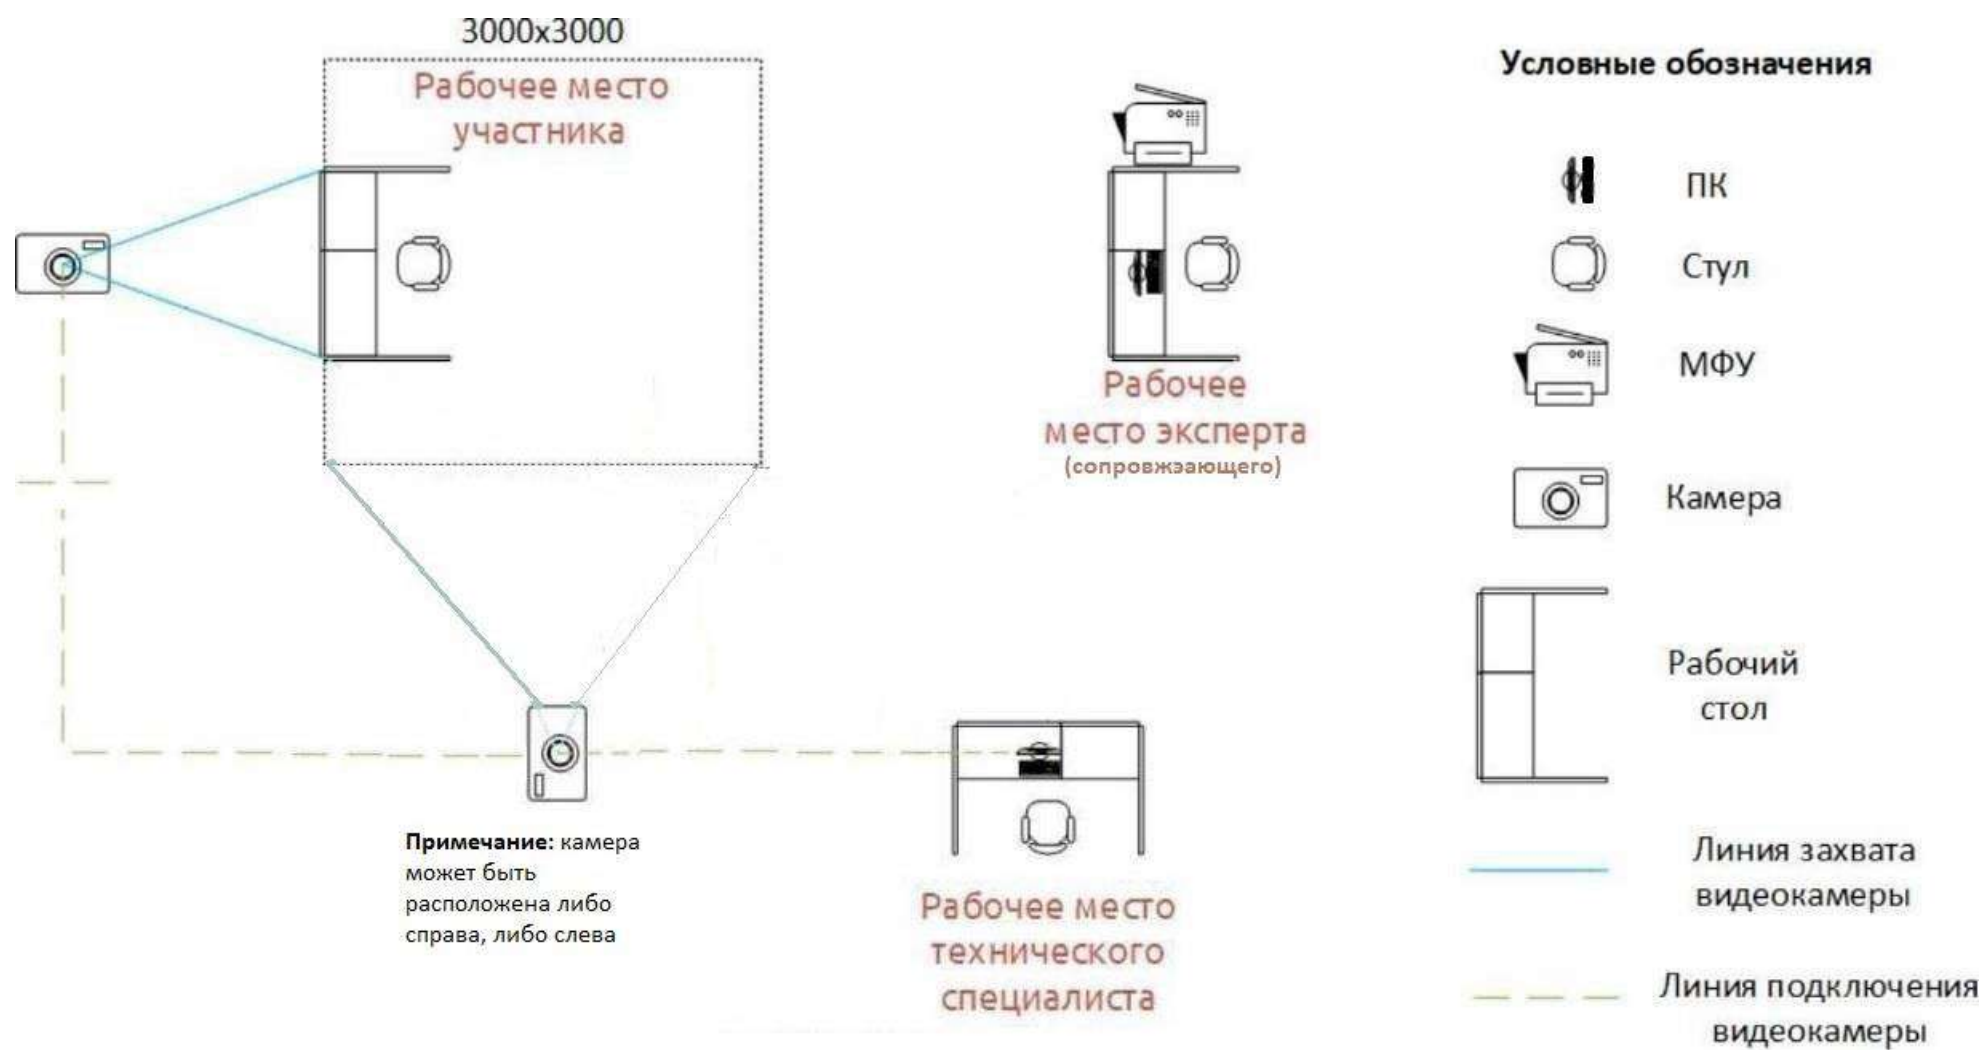 3000x3000
Рабочее место
участника
Рабочее
место эксперта
(сопровжзающего)
Примечание: камера
может быть
расположена либо
справа, либо слева
Рабочее место
технического
специалиста
Условные обозначения
ПК
Стул
МФУ
Камера
Рабочий
стол
Линия захвата
видеокамеры
Линия подключения
видеокамеры